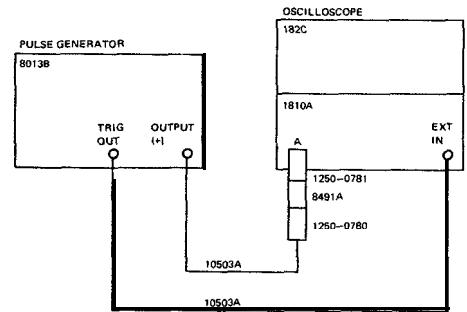 OSCILLOSCOPE
182C
PULSE GENERATOR
8013B
1810A
TRIG OUT
OUTPUT (+)
A
EXT IN
1250-0781
8491A
1250-0780
10503A
10503A